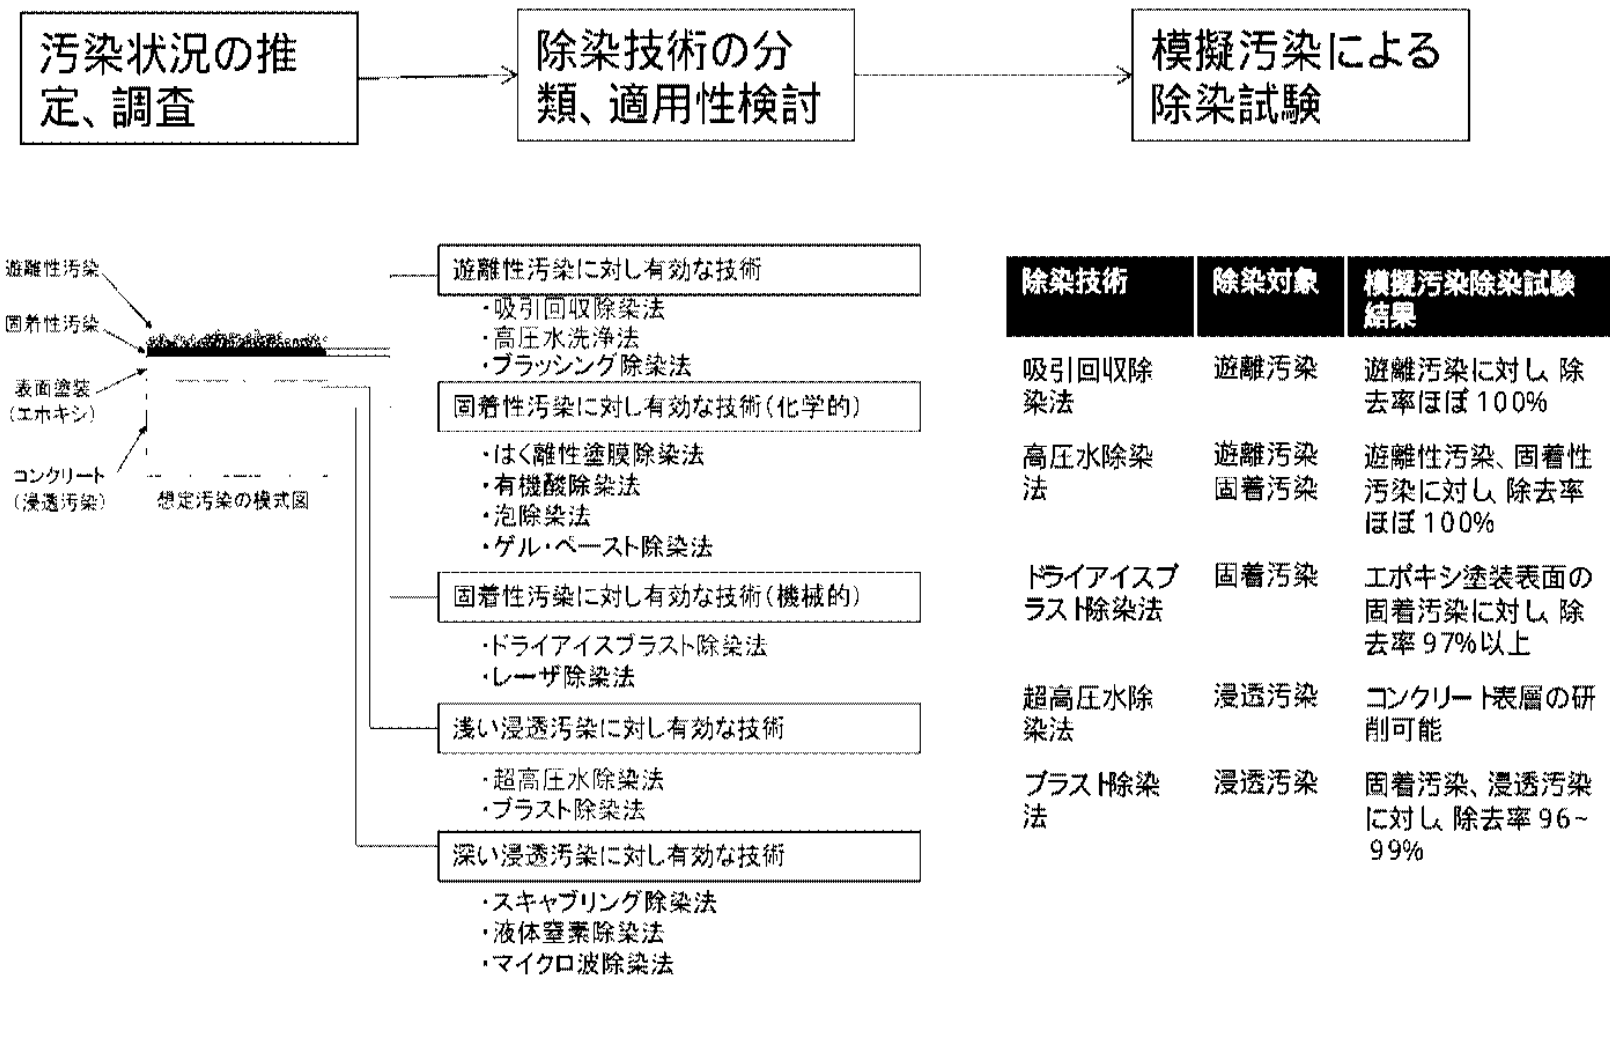 汚染状況の推
定、調査
除染技術の分
類、適用性検討
模擬汚染による
除染試験
遊離性汚染
固着性汚染
表面塗装
(エポキシ)
コンクリート
(浸透汚染)
想定汚染の模式図
遊離性汚染に対し有効な技術
・吸引回収除染法
・高圧水洗浄法
・ブラッシング除染法
固着性汚染に対し有効な技術(化学的)
・はく離性塗膜除染法
・有機酸除染法
・泡除染法
・ゲル・ペースト除染法
固着性汚染に対し有効な技術(機械的)
・ドライアイスブラスト除染法
・レーザ除染法
浅い浸透汚染に対し有効な技術
・超高圧水除染法
・ブラスト除染法
深い浸透汚染に対し有効な技術
・スキャブリング除染法
・液体窒素除染法
・マイクロ波除染法
除染技術 除染対象 模擬汚染除染試験
結果
吸引回収除 遊離汚染 遊離汚染に対し、除
染法 去率ほぼ100%
高圧水除染 遊離汚染 遊離性汚染、固着性
法 固着汚染 汚染に対し、除去率
ほぼ100%
ドライアイスブ 固着汚染 エポキシ塗装表面の
ラスト除染法 固着汚染に対し、除
去率97%以上
超高圧水除 浸透汚染 コンクリート表層の研
染法 削可能
ブラスト除染 浸透汚染 固着汚染、浸透汚染
法 に対し、除去率96~
99%